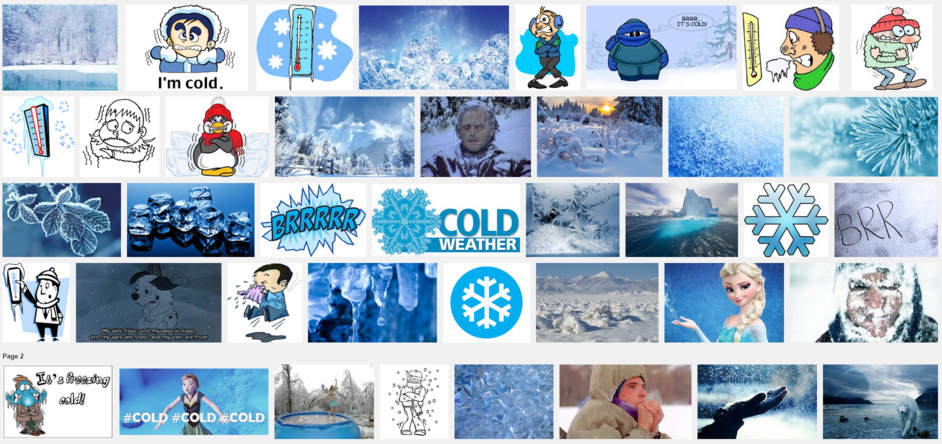 I'm cold.
BRRR
IT'S COLD!
BRRRRR
COLD
WEATHER
BRR
My tail's froze, and my nose is froze,
and my ears are froze, and my toes are froze
Page 2
It's freezing
cold!
#COLD #COLD #COLD